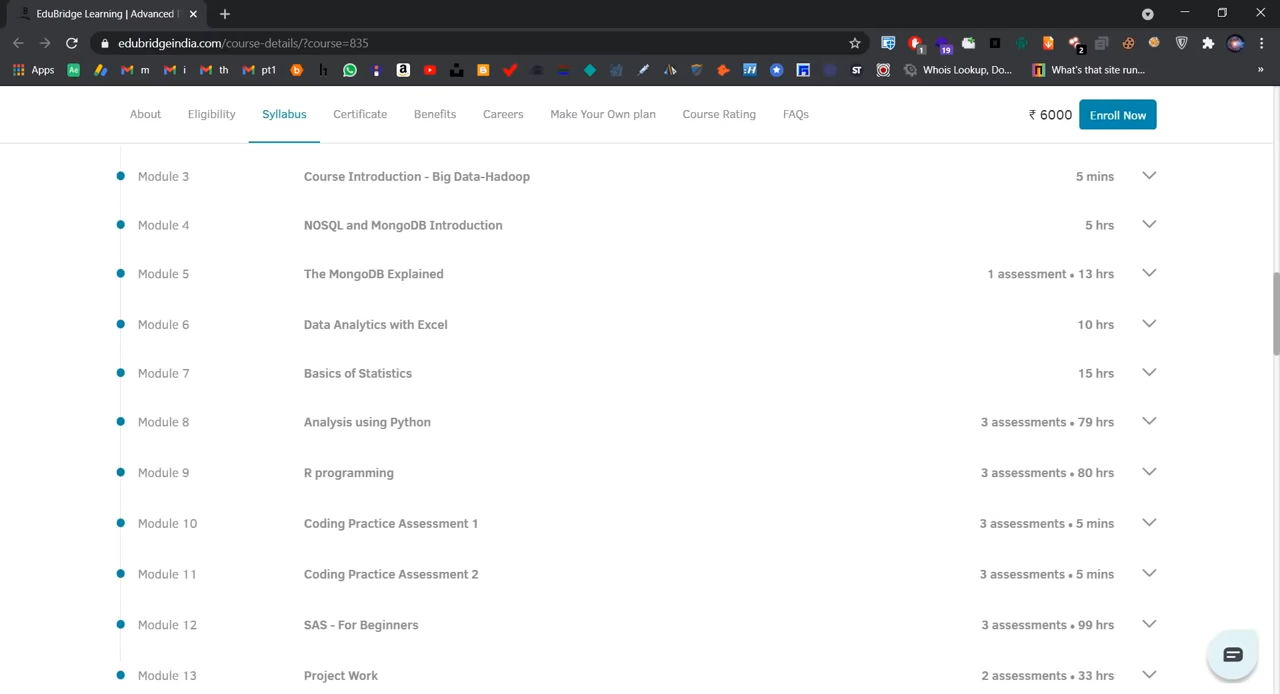 EduBridge Learning | Advanced
edubridgeindia.com/course-details/?course=835
1
19
2
Apps
Ae
m
i
th
pt1
h
a
H
ST
Whois Lookup, Do...
What's that site run...
»
About
Eligibility
Syllabus
Certificate
Benefits
Careers
Make Your Own plan
Course Rating
FAQs
₹ 6000
Enroll Now
Module 3 Course Introduction - Big Data-Hadoop 5 mins
Module 4 NOSQL and MongoDB Introduction 5 hrs
Module 5 The MongoDB Explained 1 assessment • 13 hrs
Module 6 Data Analytics with Excel 10 hrs
Module 7 Basics of Statistics 15 hrs
Module 8 Analysis using Python 3 assessments • 79 hrs
Module 9 R programming 3 assessments • 80 hrs
Module 10 Coding Practice Assessment 1 3 assessments • 5 mins
Module 11 Coding Practice Assessment 2 3 assessments • 5 mins
Module 12 SAS - For Beginners 3 assessments • 99 hrs
Module 13 Project Work 2 assessments • 33 hrs